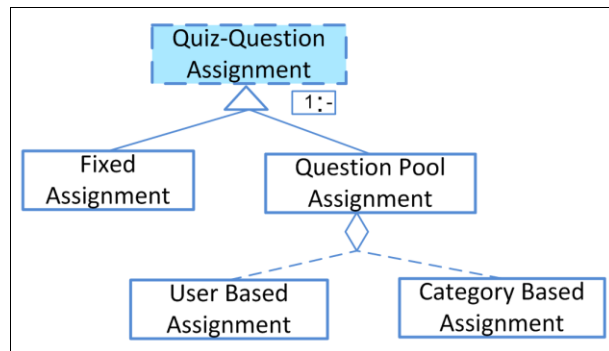 Quiz-Question
Assignment
1:-
Fixed
Assignment
Question Pool
Assignment
User Based
Assignment
Category Based
Assignment